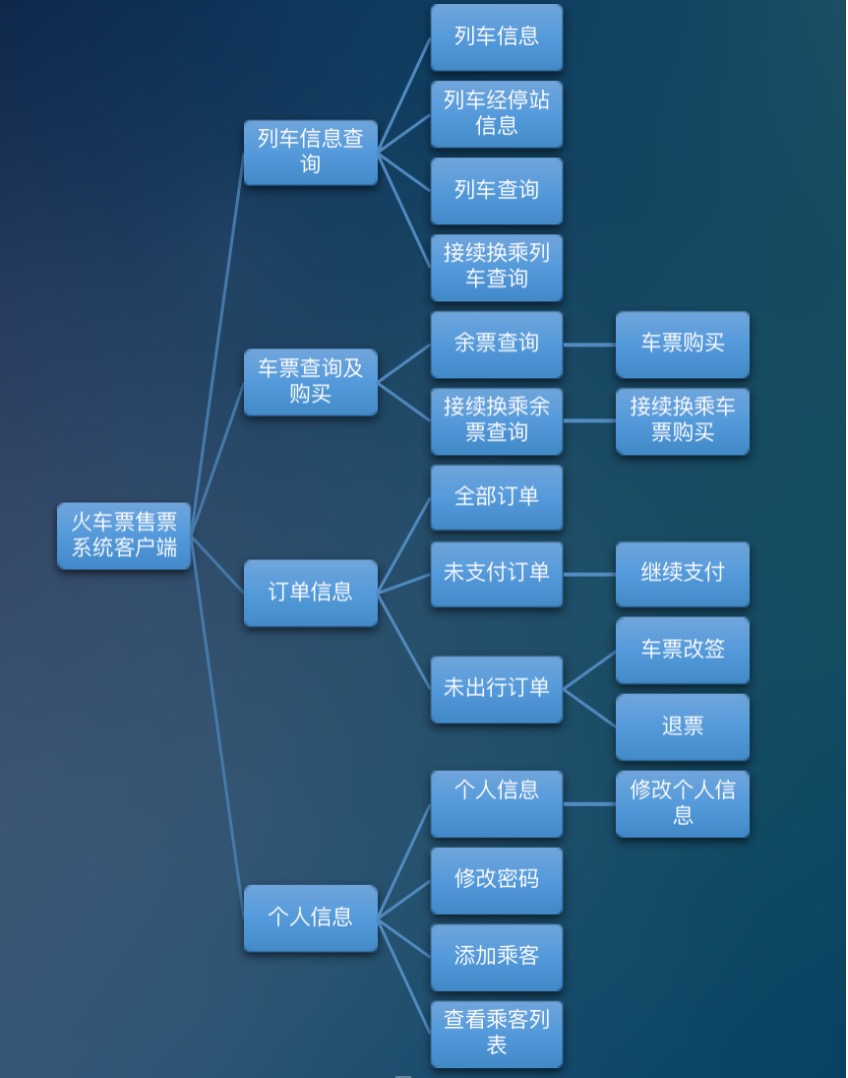 列车信息
列车经停站
信息
列车信息查
询
列车查询
接续换乘列
车查询
车票查询及
购买
余票查询
车票购买
接续换乘余
票查询
接续换乘车
票购买
火车票售票
系统客户端
全部订单
订单信息
未支付订单
继续支付
未出行订单
车票改签
退票
个人信息
个人信息
修改个人信
息
修改密码
添加乘客
查看乘客列
表